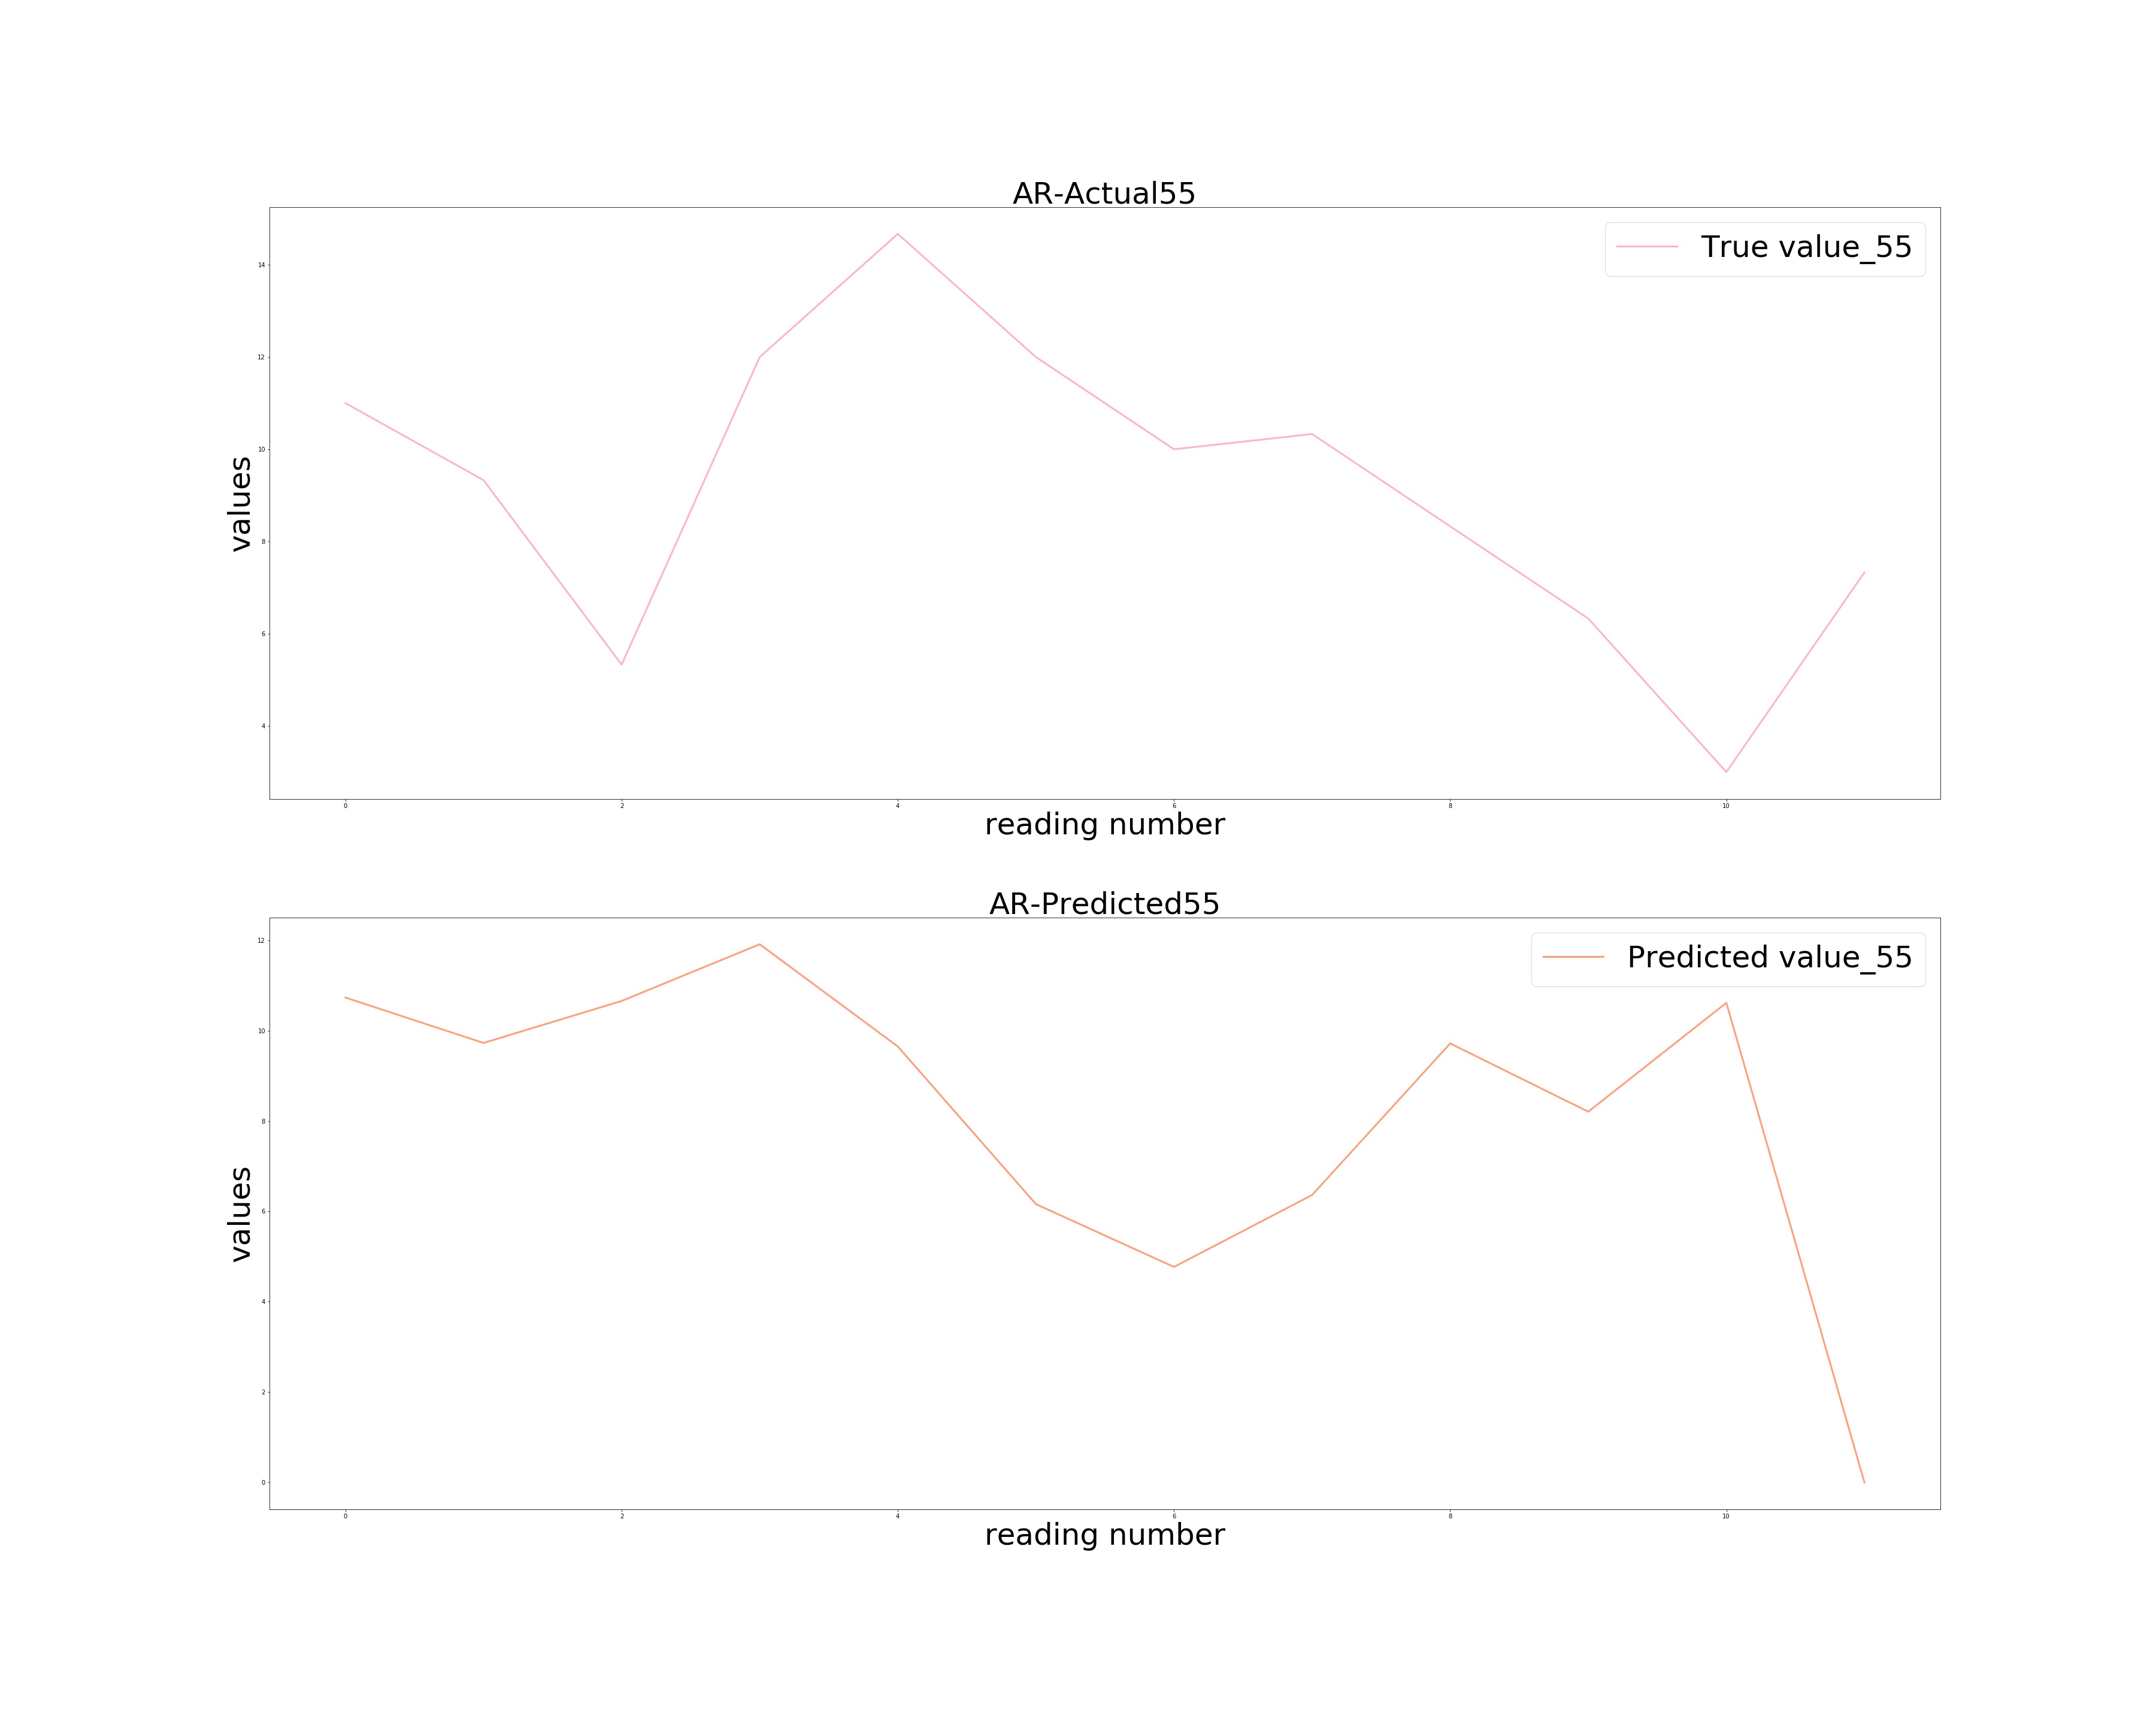 AR-Actual55
True value_55
14
12
10
8
6
4
values
0 2 4 6 8 10
reading number
AR-Predicted55
Predicted value_55
12
10
8
6
4
2
0
values
0 2 4 6 8 10
reading number